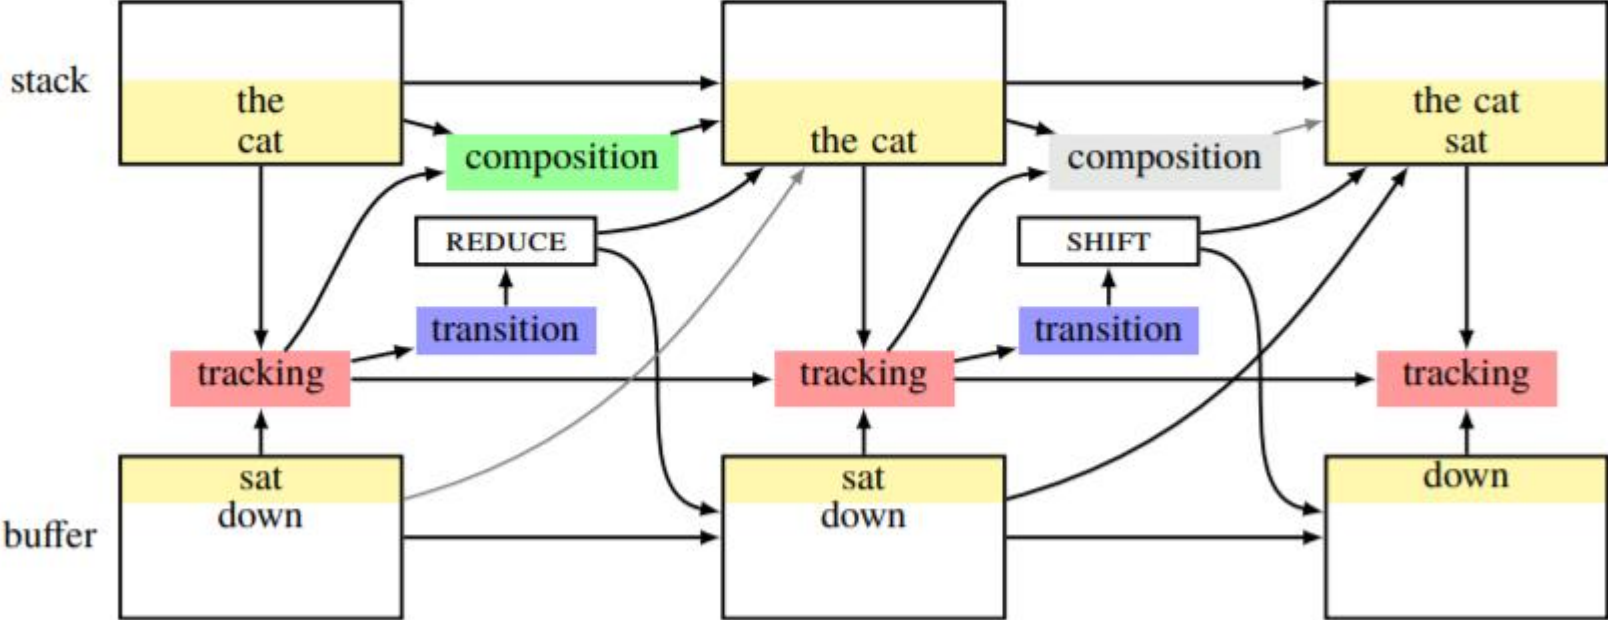 stack
the
cat
composition
the cat
composition
the cat
sat
REDUCE
SHIFT
transition
transition
tracking
tracking
tracking
buffer
sat
down
sat
down
down